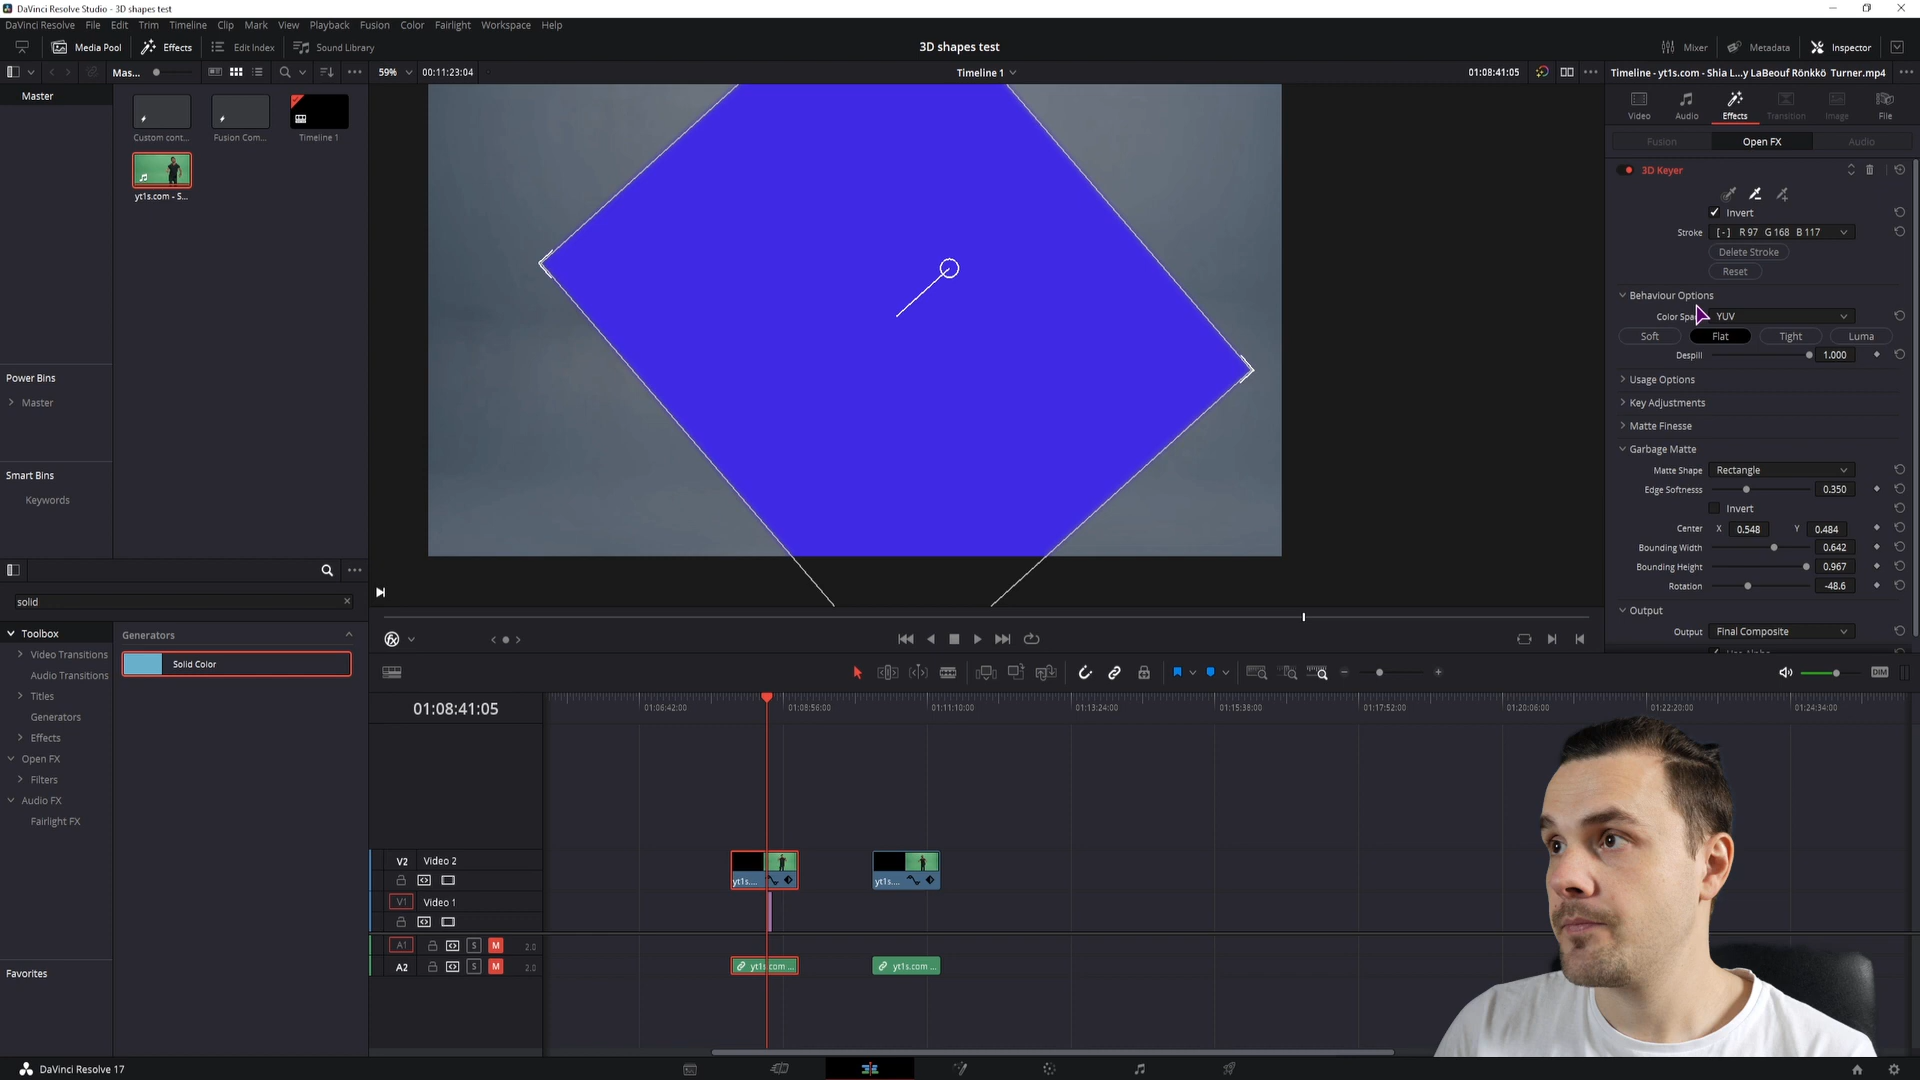 DaVinci Resolve Studio - 3D shapes test
DaVinci Resolve File Edit Trim Timeline Clip Mark View Playback Fusion Color Fairlight Workspace Help
Media Pool Effects Edit Index Sound Library
3D shapes test
Mixer Metadata Inspector
Mas...
59% 00:11:23:04
Timeline 1
01:08:41:05
Timeline - yt1s.com - Shia L...y LaBeouf Rönkkö Turner.mp4
Master
Custom cont... Fusion Com... Timeline 1
yt1s.com - S...
Power Bins
Master
Smart Bins
Keywords
Video Audio Effects Transition Image File
Fusion Open FX Audio
3D Keyer
Invert
Stroke [-] R 97 G 168 B 117
Delete Stroke
Reset
Behaviour Options
Color Spa YUV
Soft Flat Tight Luma
Despill 1.000
Usage Options
Key Adjustments
Matte Finesse
Garbage Matte
Matte Shape Rectangle
Edge Softnesss 0.350
Invert
Center X 0.548 Y 0.484
Bounding Width 0.642
Bounding Height 0.967
Rotation -48.6
Output
Output Final Composite
solid
Toolbox
Video Transitions
Audio Transitions
Titles
Generators
Effects
Open FX
Filters
Audio FX
Fairlight FX
Favorites
Generators
Solid Color
DIM
01:08:41:05
01:06:42:00 01:08:56:00 01:11:10:00 01:13:24:00 01:15:38:00 01:17:52:00 01:20:06:00 01:22:20:00 01:24:34:00
V2 Video 2
yt1s.... yt1s....
V1 Video 1
A1 S M 2.0
A2 S M 2.0
yt1s.com ... yt1s.com ...
DaVinci Resolve 17